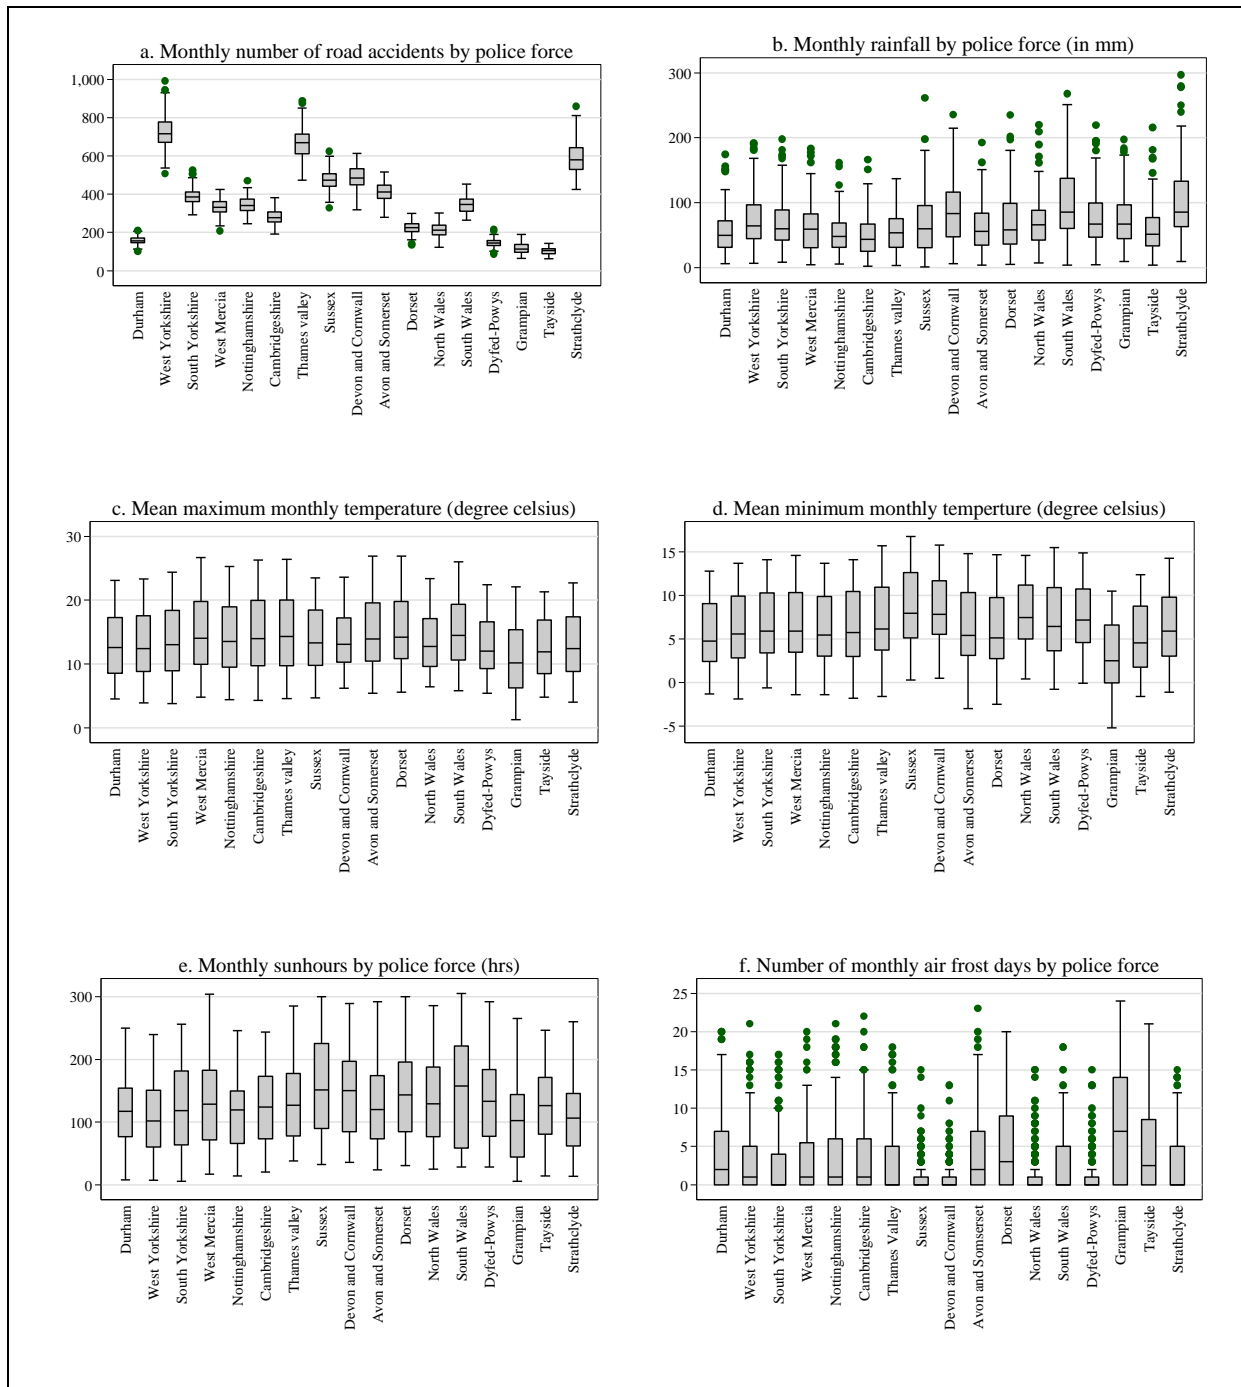 a. Monthly number of road accidents by police force
1,000
800
600
400
200
0
Durham
West Yorkshire
South Yorkshire
West Mercia
Nottinghamshire
Cambridgeshire
Thames valley
Sussex
Devon and Cornwall
Avon and Somerset
Dorset
North Wales
South Wales
Dyfed-Powys
Grampian
Tayside
Strathclyde
b. Monthly rainfall by police force (in mm)
300
200
100
0
Durham
West Yorkshire
South Yorkshire
West Mercia
Nottinghamshire
Cambridgeshire
Thames valley
Sussex
Devon and Cornwall
Avon and Somerset
Dorset
North Wales
South Wales
Dyfed-Powys
Grampian
Tayside
Strathclyde
c. Mean maximum monthly temperature (degree celsius)
30
20
10
0
Durham
West Yorkshire
South Yorkshire
West Mercia
Nottinghamshire
Cambridgeshire
Thames valley
Sussex
Devon and Cornwall
Avon and Somerset
Dorset
North Wales
South Wales
Dyfed-Powys
Grampian
Tayside
Strathclyde
d. Mean minimum monthly temperture (degree celsius)
15
10
5
0
-5
Durham
West Yorkshire
South Yorkshire
West Mercia
Nottinghamshire
Cambridgeshire
Thames valley
Sussex
Devon and Cornwall
Avon and Somerset
Dorset
North Wales
South Wales
Dyfed-Powys
Grampian
Tayside
Strathclyde
e. Monthly sunhours by police force (hrs)
300
200
100
0
Durham
West Yorkshire
South Yorkshire
West Mercia
Nottinghamshire
Cambridgeshire
Thames valley
Sussex
Devon and Cornwall
Avon and Somerset
Dorset
North Wales
South Wales
Dyfed-Powys
Grampian
Tayside
Strathclyde
f. Number of monthly air frost days by police force
25
20
15
10
5
0
Durham
West Yorkshire
South Yorkshire
West Mercia
Nottinghamshire
Cambridgeshire
Thames Valley
Sussex
Devon and Cornwall
Avon and Somserset
Dorset
North Wales
South Wales
Dyfed-Powys
Grampian
Tayside
Strathclyde